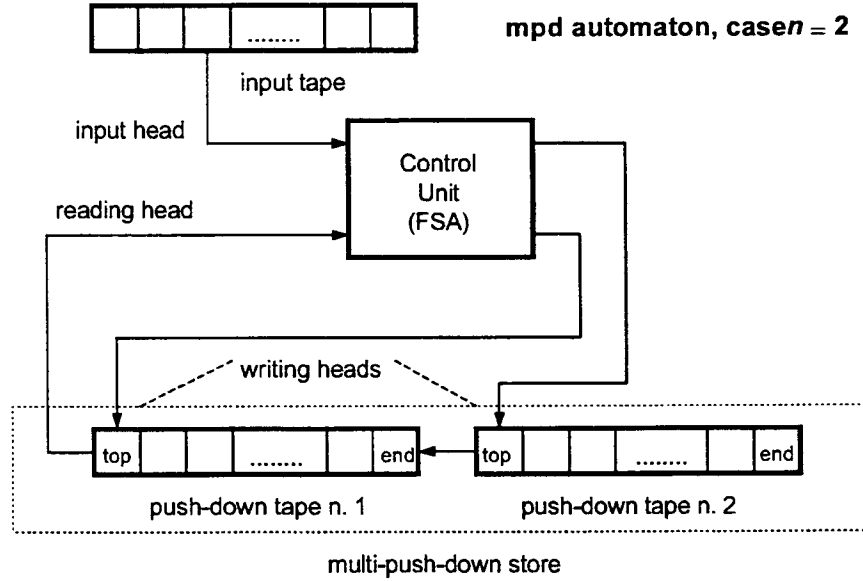 mpd automaton, casen = 2
........
input tape
input head
Control
Unit
(FSA)
reading head
writing heads
top
........
end
top
........
end
push-down tape n. 1
push-down tape n. 2
multi-push-down store